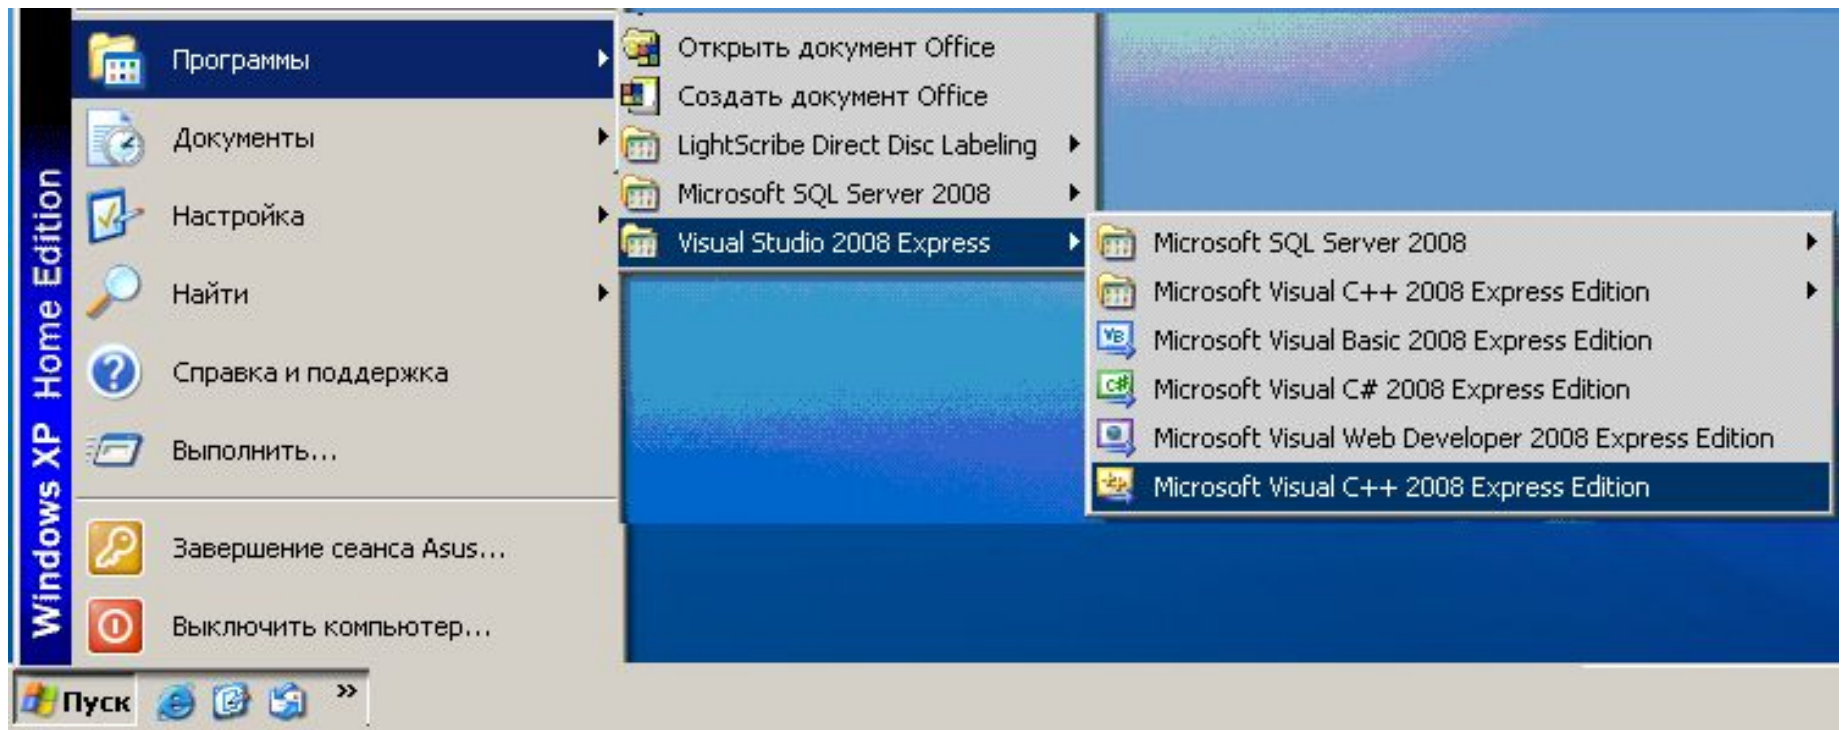 Программы
Документы
Настройка
Найти
Справка и поддержка
Выполнить...
Завершение сеанса Asus...
Выключить компьютер...
Windows XP Home Edition
Открыть документ Office
Создать документ Office
LightScribe Direct Disc Labeling
Microsoft SQL Server 2008
Visual Studio 2008 Express
Microsoft SQL Server 2008
Microsoft Visual C++ 2008 Express Edition
Microsoft Visual Basic 2008 Express Edition
Microsoft Visual C# 2008 Express Edition
Microsoft Visual Web Developer 2008 Express Edition
Microsoft Visual C++ 2008 Express Edition
Пуск